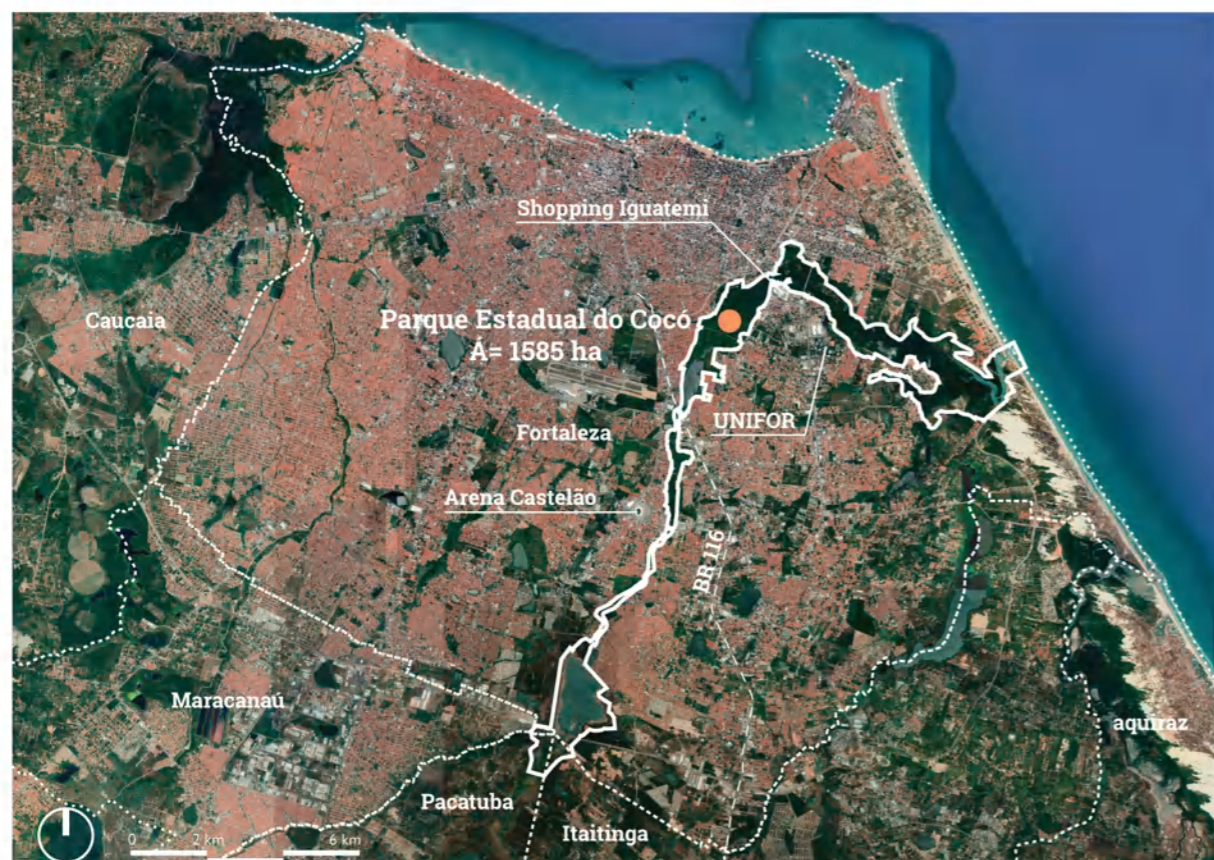 Shopping Iguatemi
Caucaia
Parque Estadual do Cocó
Á= 1585 ha
UNIFOR
Fortaleza
Arena Castelão
BR 116
Maracanaú
aquiraz
Pacatuba
Itaitinga
0 2 km 6 km